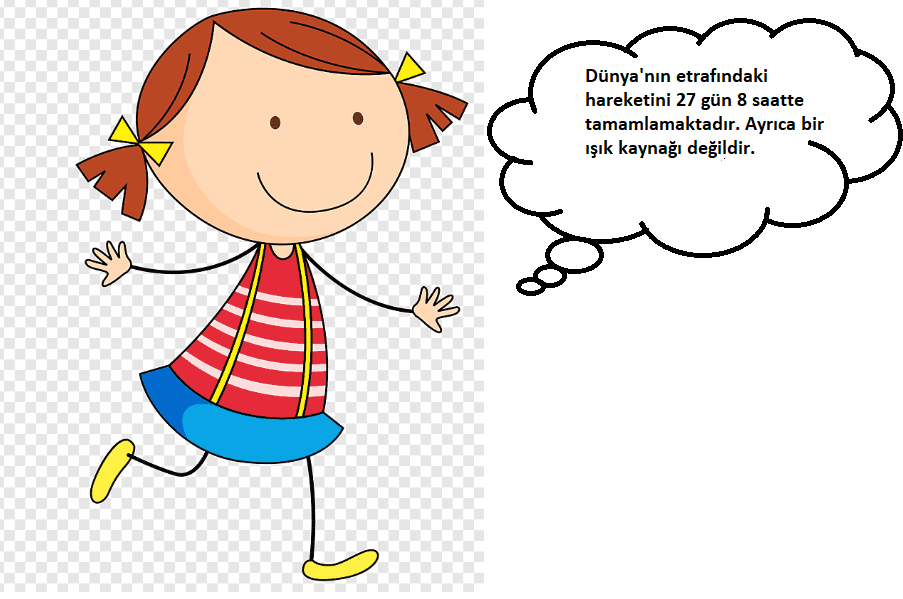 Dünya'nın etrafındaki
hareketini 27 gün 8 saatte
tamamlamaktadır. Ayrıca bir
ışık kaynağı değildir.